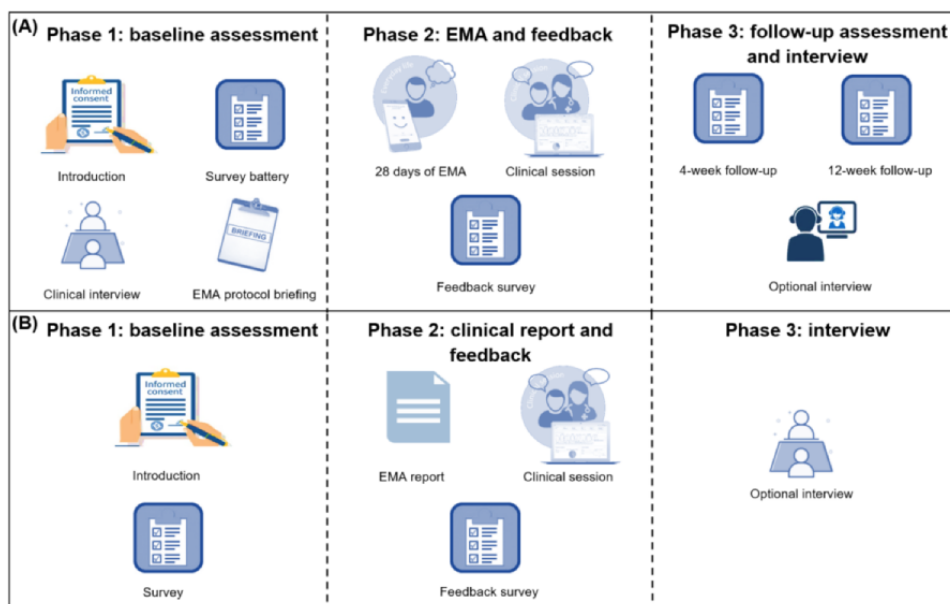 (A)
Phase 1: baseline assessment
Informed
consent
Introduction
Survey battery
Clinical interview
BRIEFING
EMA protocol briefing
Phase 2: EMA and feedback
28 days of EMA
Clinical session
Feedback survey
Phase 3: follow-up assessment
and interview
4-week follow-up
12-week follow-up
Optional interview
(B)
Phase 1: baseline assessment
Informed
consent
Introduction
Survey
Phase 2: clinical report and
feedback
EMA report
Clinical session
Feedback survey
Phase 3: interview
Optional interview